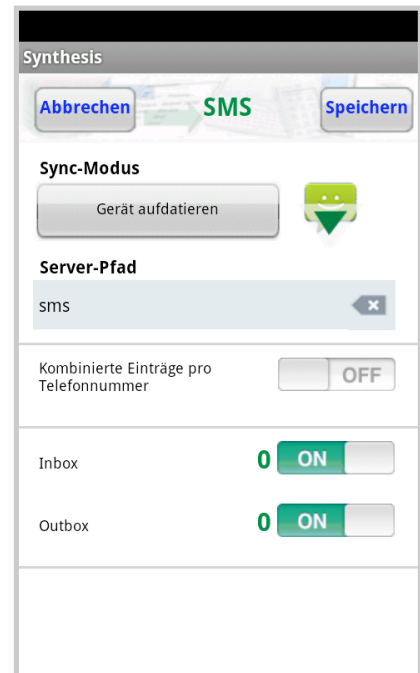 Synthesis
Abbrechen SMS Speichern
Sync-Modus
Gerät aufdatieren
Server-Pfad
sms
Kombinierte Einträge pro
Telefonnummer
OFF
Inbox 0 ON
Outbox 0 ON